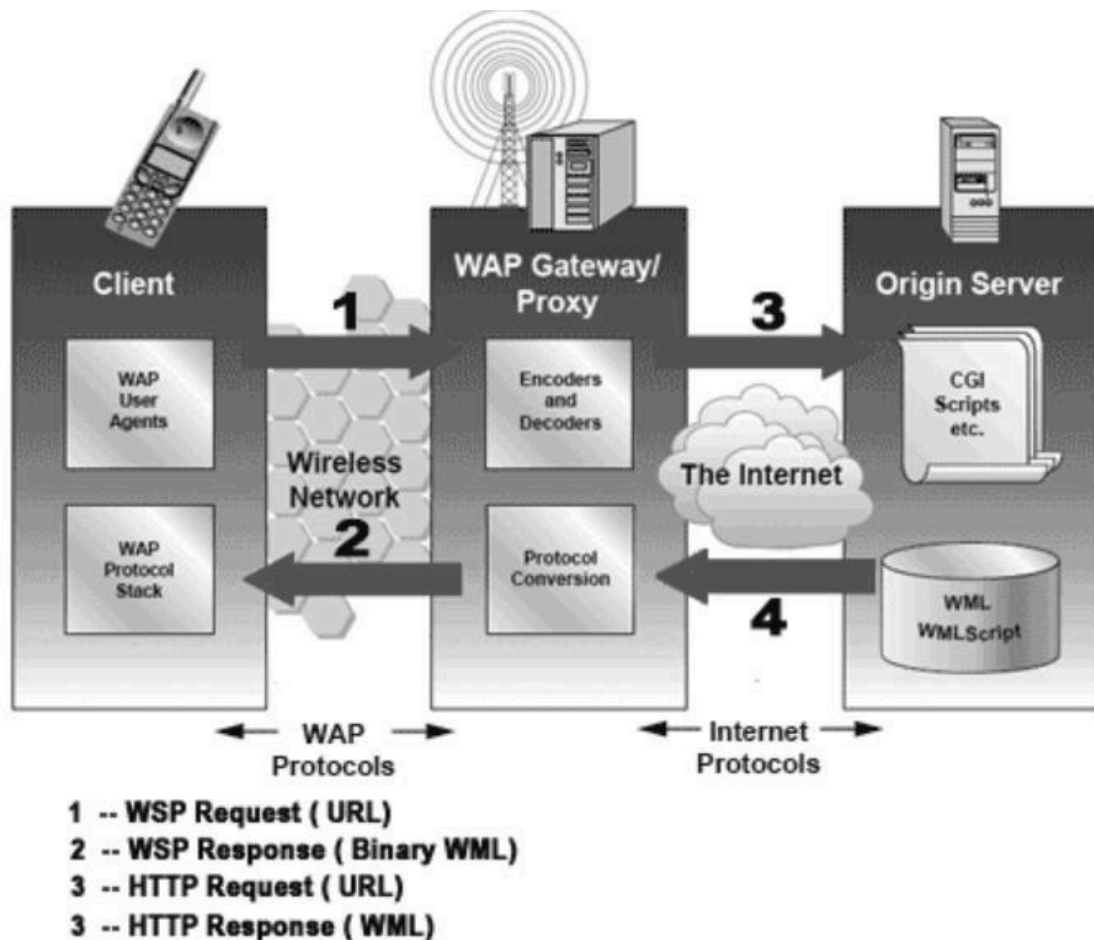 Client
WAP
User
Agents
WAP
Protocol
Stack
1
Wireless
Network
2
WAP Gateway/
Proxy
Encoders
and
Decoders
Protocol
Conversion
3
The Internet
4
Origin Server
CGI
Scripts
etc.
WML
WMLScript
WAP
Protocols
Internet
Protocols
1 -- WSP Request ( URL)
2 -- WSP Response ( Binary WML)
3 -- HTTP Request ( URL)
3 -- HTTP Response ( WML)